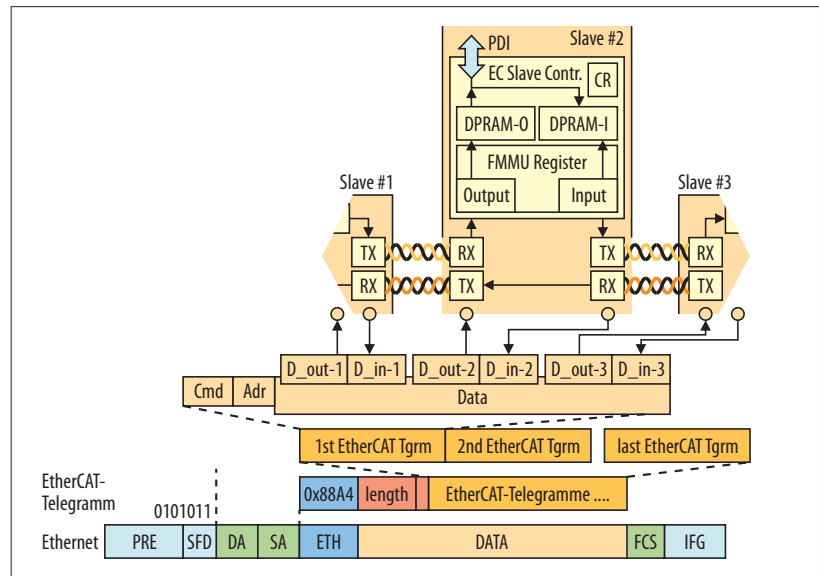 PDI
Slave #2
EC Slave Contr.
CR
DPRAM-O
DPRAM-I
FMMU Register
Output
Input
Slave #1
Slave #3
TX
RX
TX
RX
RX
TX
RX
TX
D_out-1
D_in-1
D_out-2
D_in-2
D_out-3
D_in-3
Cmd
Adr
Data
1st EtherCAT Tgrm
2nd EtherCAT Tgrm
last EtherCAT Tgrm
EtherCAT-
Telegramm
0x88A4
length
EtherCAT-Telegramme ....
0101011
Ethernet
PRE
SFD
DA
SA
ETH
DATA
FCS
IFG